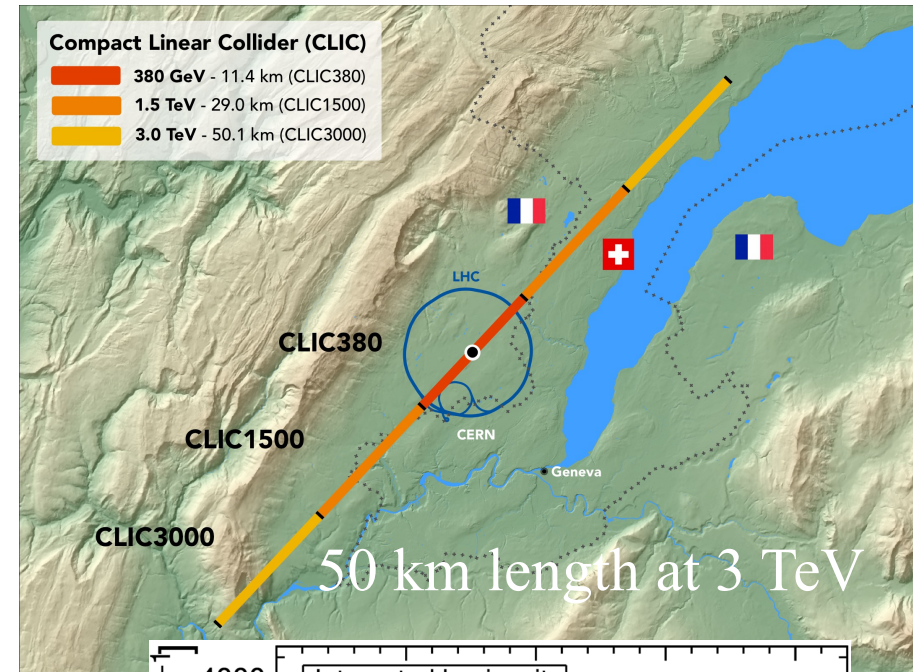 Compact Linear Collider (CLIC)
380 GeV - 11.4 km (CLIC380)
1.5 TeV - 29.0 km (CLIC1500)
3.0 TeV - 50.1 km (CLIC3000)
LHC
CLIC380
CLIC1500
CERN
Geneva
CLIC3000
50 km length at 3 TeV